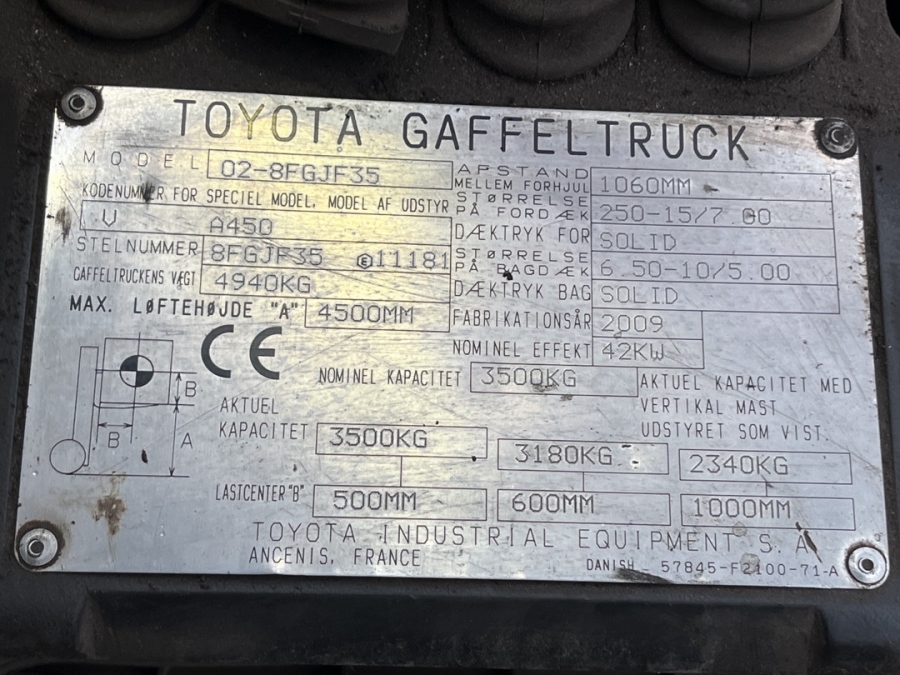 TOYOTA GAFFELTRUCK
MODEL 02-8FGJF35
APSTAND MELLEM FORHJUL 1060MM
KODENUMMER FOR SPECIEL MODEL. MODEL AF UDSTYR
V A450
STØRRELSE PÅ FORDÆK 250-15/7.00
DÆKTRYK FOR SOLID
STELNUMMER 8FGJF35 E11181
STØRRELSE PÅ BAGDÆK 6.50-10/5.00
GAFFELTRUCKENS VÆGT 4940KG
DÆKTRYK BAG SOLID
MAX. LØFTEHØJDE "A" 4500MM
FABRIKATIONSÅR 2009
NOMINEL EFFEKT 42KW
CE
NOMINEL KAPACITET 3500KG
AKTUEL KAPACITET MED
VERTIKAL MAST
UDSTYRET SOM VIST.
B
B
A
AKTUEL
KAPACITET 3500KG 3180KG 2340KG
LASTCENTER "B" 500MM 600MM 1000MM
TOYOTA INDUSTRIAL EQUIPMENT S.A
ANCENIS, FRANCE
DANISH 57845-F2100-71-A